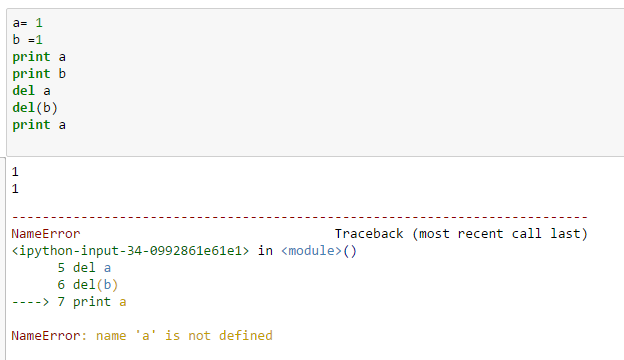 a= 1
b =1
print a
print b
del a
del(b)
print a
1
1
---------------------------------------------------------------------------
NameError                                 Traceback (most recent call last)
<ipython-input-34-0992861e61e1> in <module>()
      5 del a
      6 del(b)
----> 7 print a
NameError: name 'a' is not defined